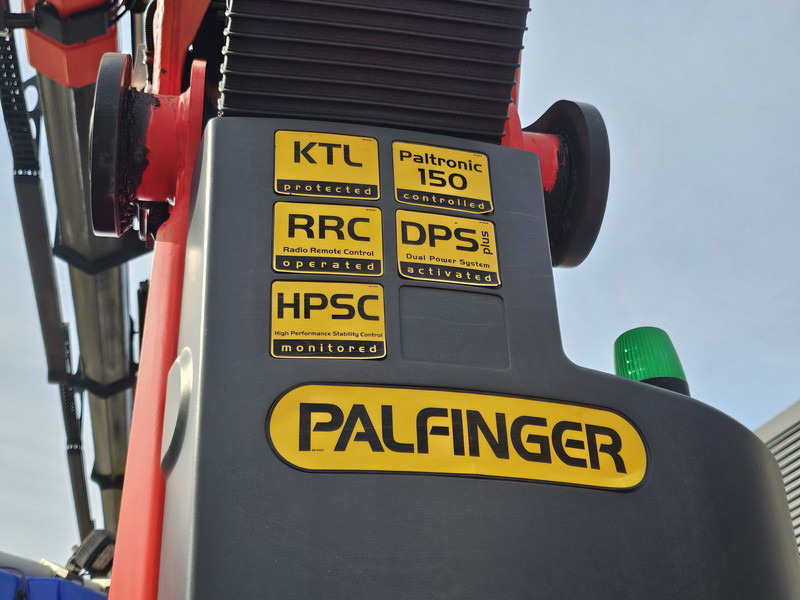 KTL
protected
Paltronic
150
controlled
RRC
Radio Remote Control
operated
DPS plus
Dual Power System
activated
HPSC
High Performance Stability Control
monitored
PALFINGER